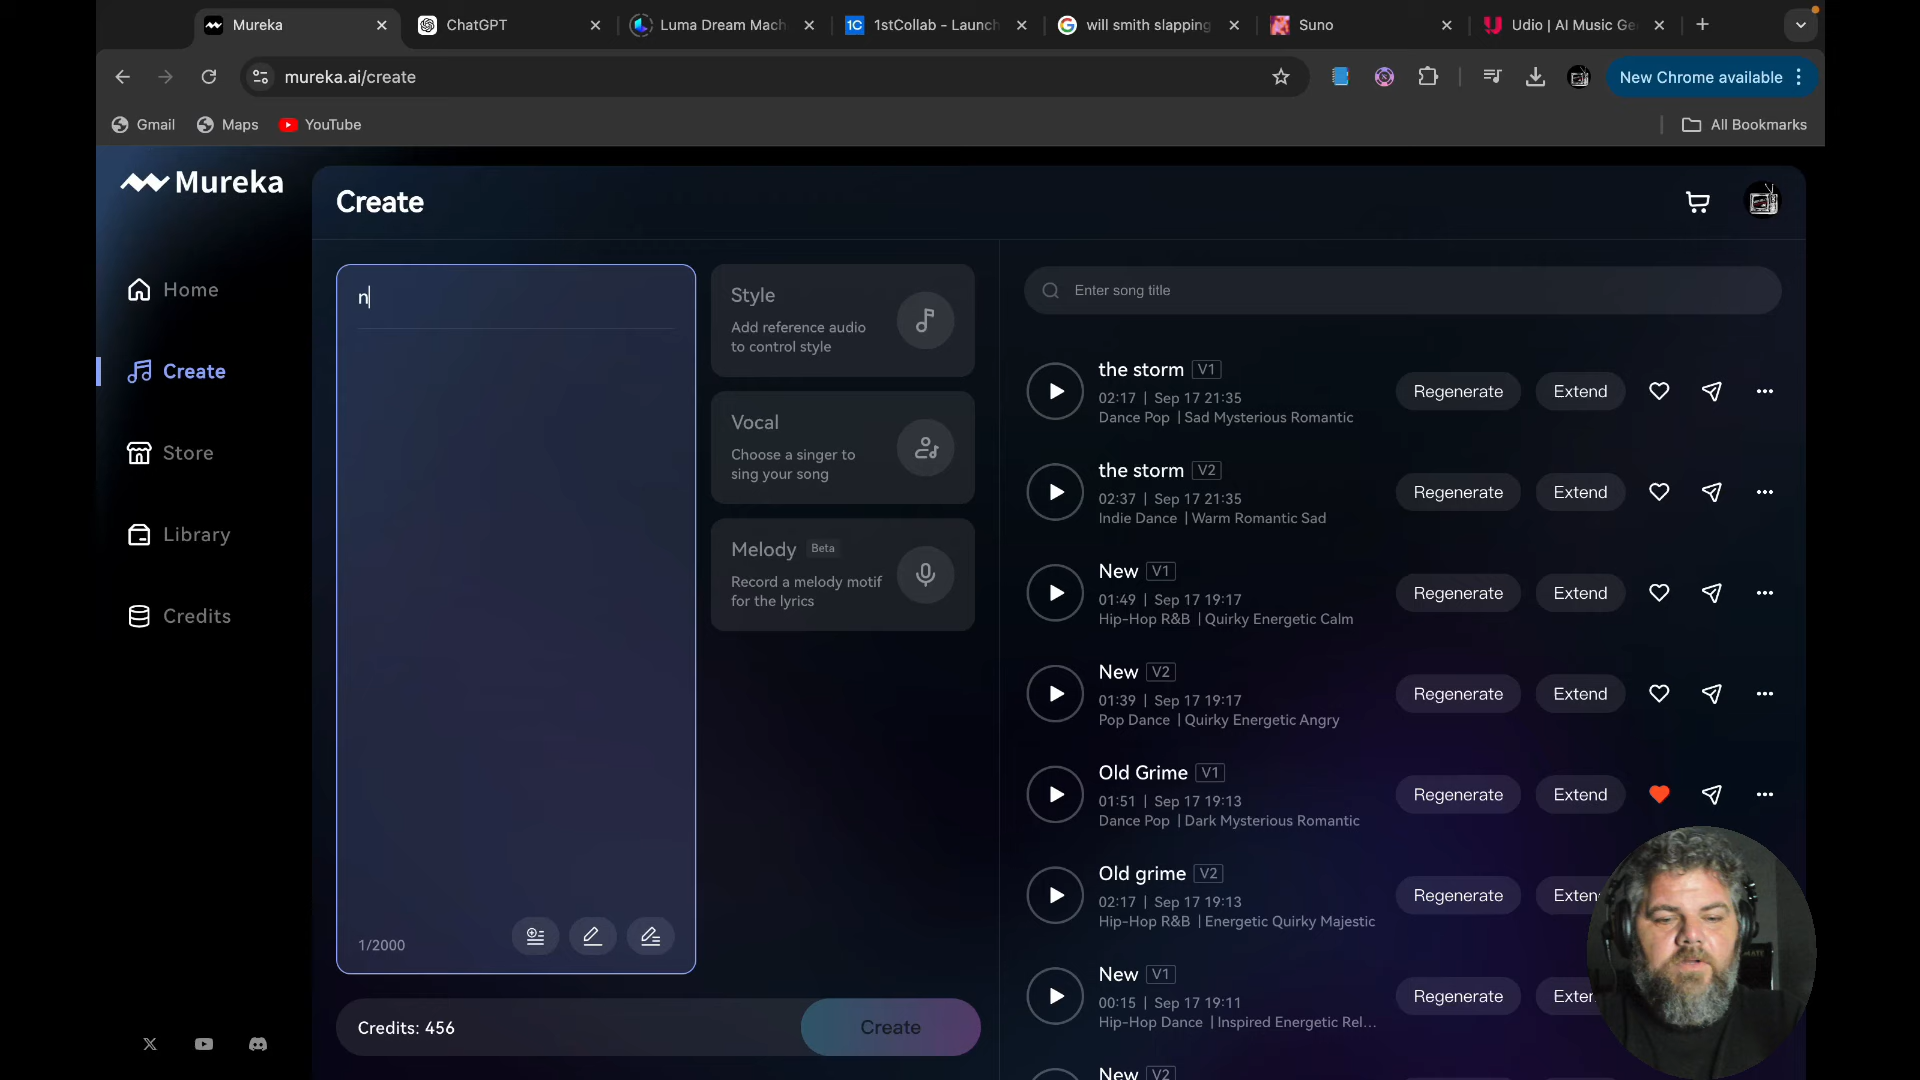 Mureka
ChatGPT
Luma Dream Mach
1stCollab - Launch
will smith slapping
Suno
Udio | AI Music Ge
mureka.ai/create
New Chrome available
Gmail
Maps
YouTube
All Bookmarks
Mureka
Home
Create
Store
Library
Credits
Create
n
1/2000
Style
Add reference audio
to control style
Vocal
Choose a singer to
sing your song
Melody Beta
Record a melody motif
for the lyrics
Credits: 456
Create
Enter song title
the storm V1
02:17 | Sep 17 21:35
Dance Pop | Sad Mysterious Romantic
Regenerate
Extend
the storm V2
02:37 | Sep 17 21:35
Indie Dance | Warm Romantic Sad
Regenerate
Extend
New V1
01:49 | Sep 17 19:17
Hip-Hop R&B | Quirky Energetic Calm
Regenerate
Extend
New V2
01:39 | Sep 17 19:17
Pop Dance | Quirky Energetic Angry
Regenerate
Extend
Old Grime V1
01:51 | Sep 17 19:13
Dance Pop | Dark Mysterious Romantic
Regenerate
Extend
Old grime V2
02:17 | Sep 17 19:13
Hip-Hop R&B | Energetic Quirky Majestic
Regenerate
Exten
New V1
00:15 | Sep 17 19:11
Hip-Hop Dance | Inspired Energetic Rel...
Regenerate
Exten
New V2